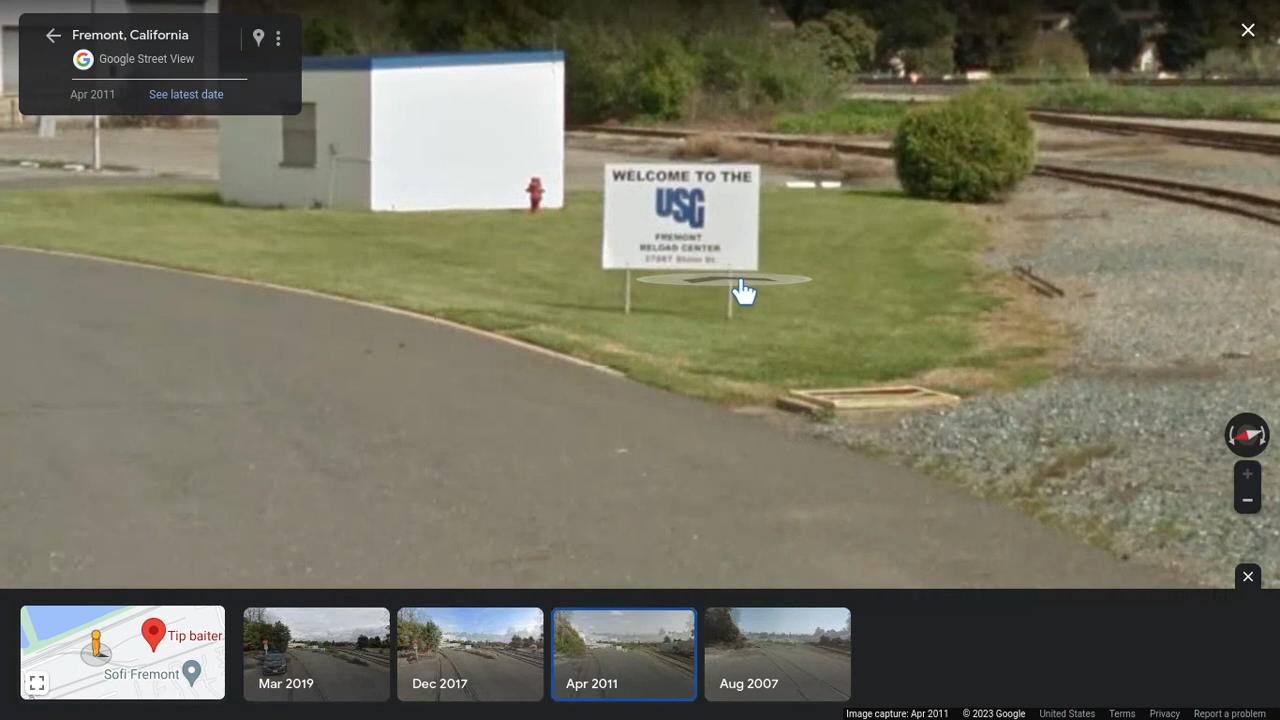 Fremont, California
Google Street View
Apr 2011 See latest date
WELCOME TO THE
USG
FREMONT
RELOAD CENTER
Tip baiter
Sofi Fremont
Mar 2019
Dec 2017
Apr 2011
Aug 2007
Image capture: Apr 2011 © 2023 Google United States Terms Privacy Report a problem